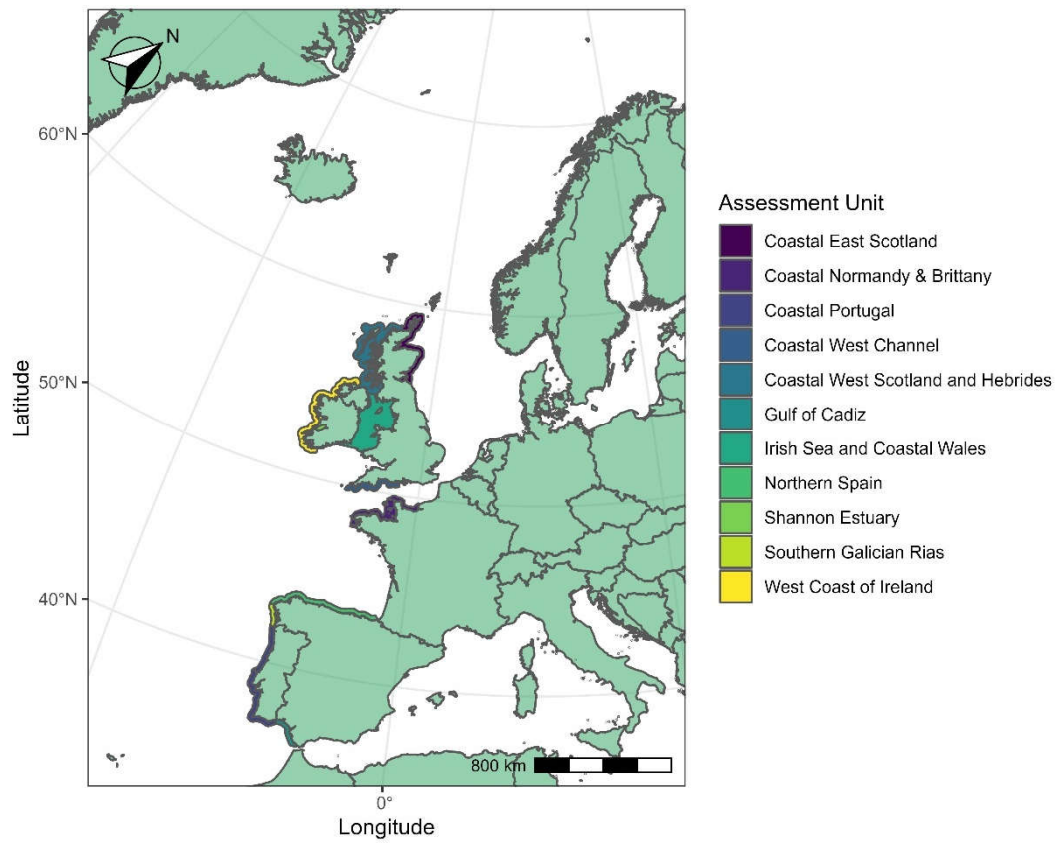 N
60°N
50°N
40°N
Latitude
800 km
0°
Longitude
Assessment Unit
Coastal East Scotland
Coastal Normandy & Brittany
Coastal Portugal
Coastal West Channel
Coastal West Scotland and Hebrides
Gulf of Cadiz
Irish Sea and Coastal Wales
Northern Spain
Shannon Estuary
Southern Galician Rias
West Coast of Ireland